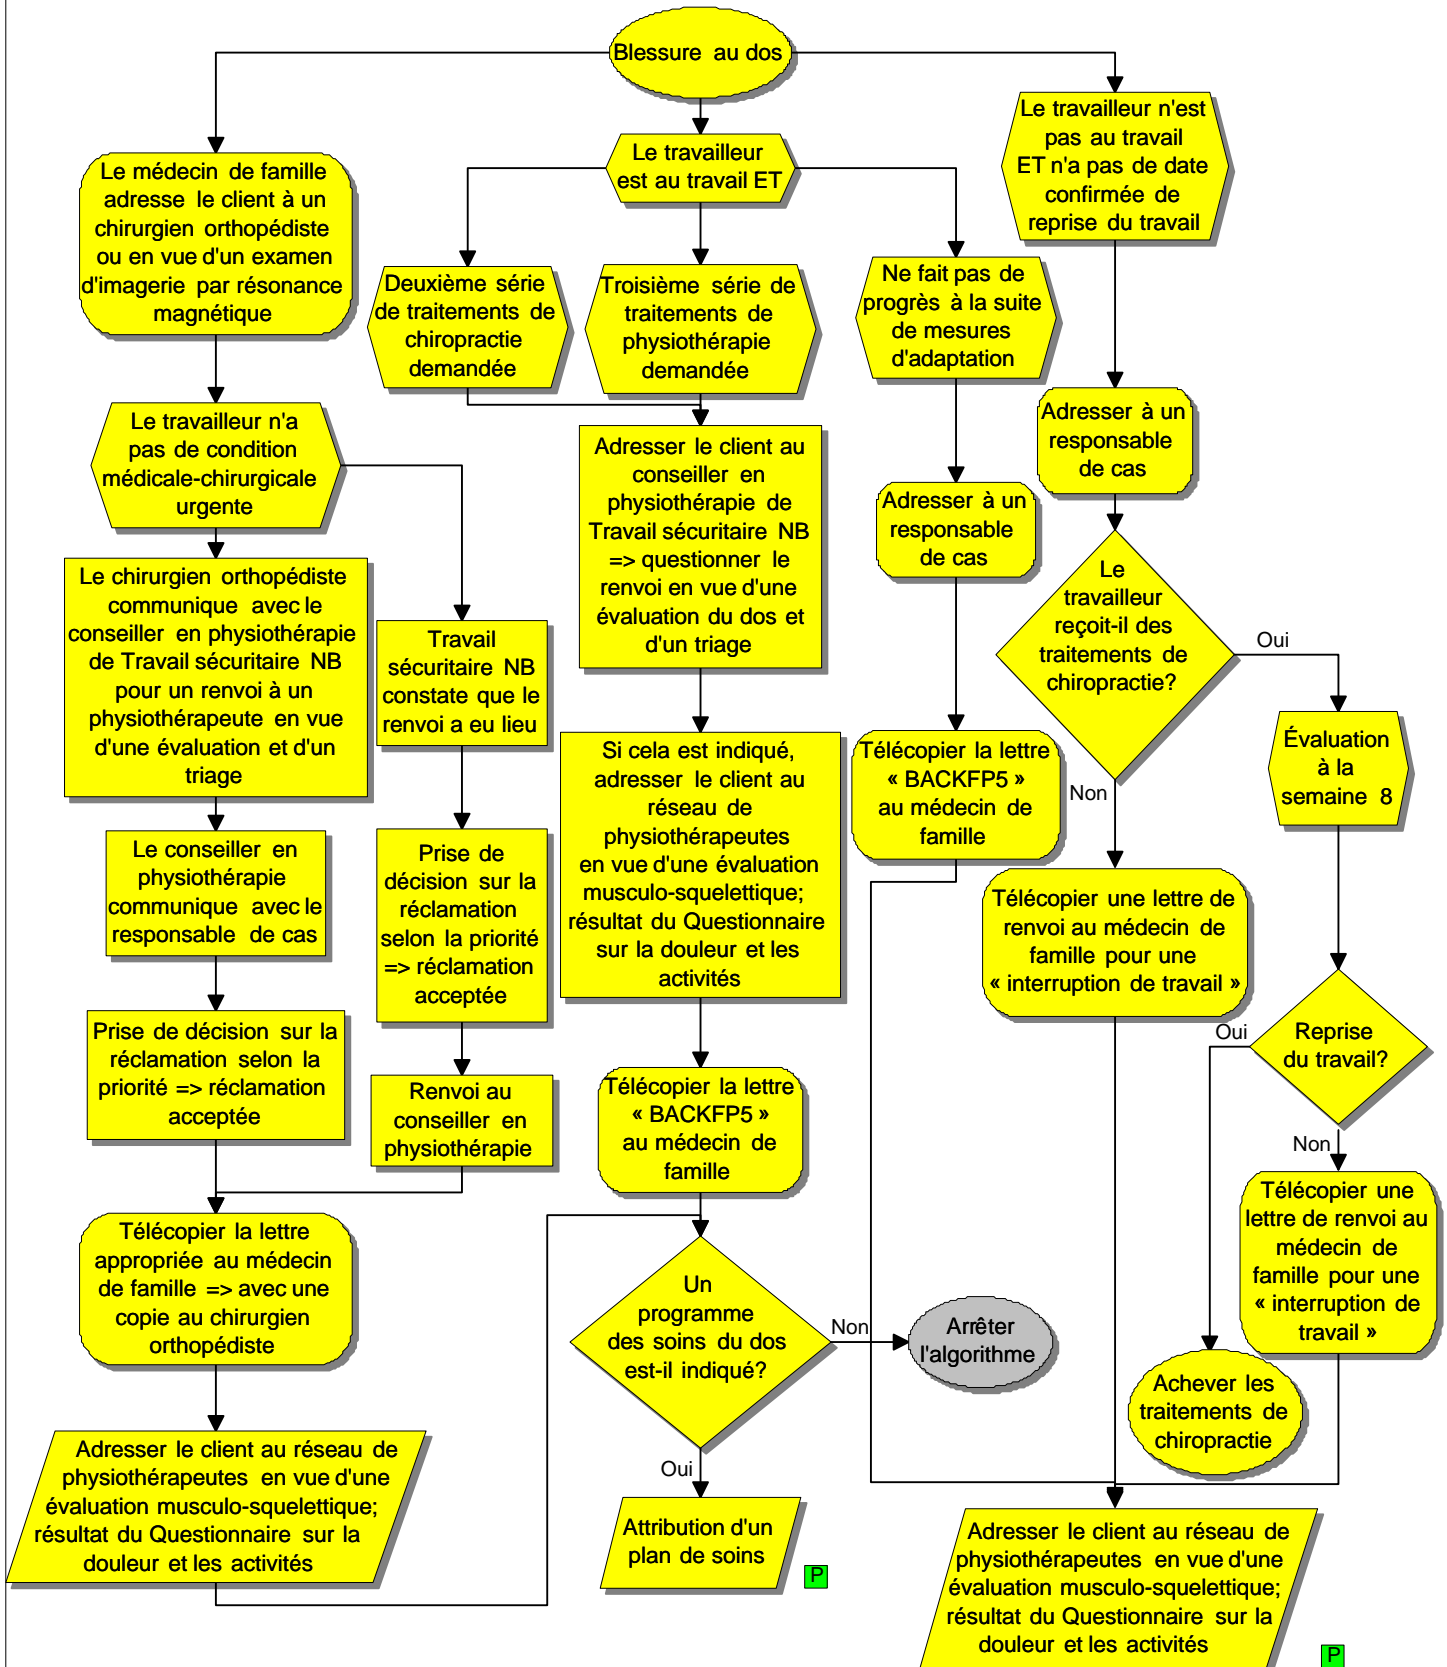 Blessure au dos
Le médecin de famille
adresse le client à un
chirurgien orthopédiste
ou en vue d'un examen
d'imagerie par résonance
magnétique
Le travailleur
est au travail ET
Le travailleur n'est
pas au travail
ET n'a pas de date
confirmée de
reprise du travail
Deuxième série
de traitements de
chiropractie
demandée
Troisième série de
traitements de
physiothérapie
demandée
Ne fait pas de
progrès à la suite
de mesures
d'adaptation
Le travailleur n'a
pas de condition
médicale-chirurgicale
urgente
Adresser le client au
conseiller en
physiothérapie de
Travail sécuritaire NB
=> questionner le
renvoi en vue d'une
évaluation du dos et
d'un triage
Adresser à un
responsable
de cas
Adresser à un
responsable
de cas
Le chirurgien orthopédiste
communique avec le
conseiller en physiothérapie
de Travail sécuritaire NB
pour un renvoi à un
physiothérapeute en vue
d'une évaluation et d'un
triage
Travail
sécuritaire NB
constate que le
renvoi a eu lieu
Le
travailleur
reçoit-il des
traitements de
chiropractie?
Oui
Non
Évaluation
à la
semaine 8
Si cela est indiqué,
adresser le client au
réseau de
physiothérapeutes
en vue d'une évaluation
musculo-squelettique;
résultat du Questionnaire
sur la douleur et les
activités
Télécopier la lettre
« BACKFP5 »
au médecin de
famille
Le conseiller en
physiothérapie
communique avec le
responsable de cas
Prise de
décision sur la
réclamation
selon la priorité
=> réclamation
acceptée
Télécopier une lettre de
renvoi au médecin de
famille pour une
« interruption de travail »
Prise de décision sur la
réclamation selon la
priorité => réclamation
acceptée
Renvoi au
conseiller en
physiothérapie
Télécopier la lettre
« BACKFP5 »
au médecin de
famille
Reprise
du travail?
Oui
Non
Télécopier la lettre
appropriée au médecin
de famille => avec une
copie au chirurgien
orthopédiste
Un
programme
des soins du dos
est-il indiqué?
Non
Arrêter
l'algorithme
Télécopier une
lettre de renvoi au
médecin de
famille pour une
« interruption de
travail »
Achever les
traitements de
chiropractie
Adresser le client au réseau de
physiothérapeutes en vue d'une
évaluation musculo-squelettique;
résultat du Questionnaire sur la
douleur et les activités
Oui
Attribution d'un
plan de soins
P
Adresser le client au réseau de
physiothérapeutes en vue d'une
évaluation musculo-squelettique;
résultat du Questionnaire sur la
douleur et les activités
P